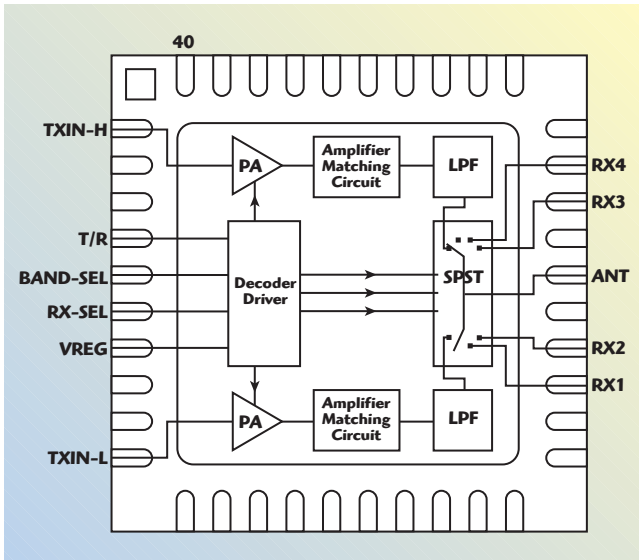 40
TXIN-H
PA
Amplifier
Matching
Circuit
LPF
RX4
RX3
T/R
BAND-SEL
RX-SEL
VREG
Decoder
Driver
SPST
ANT
RX2
RX1
PA
Amplifier
Matching
Circuit
LPF
TXIN-L